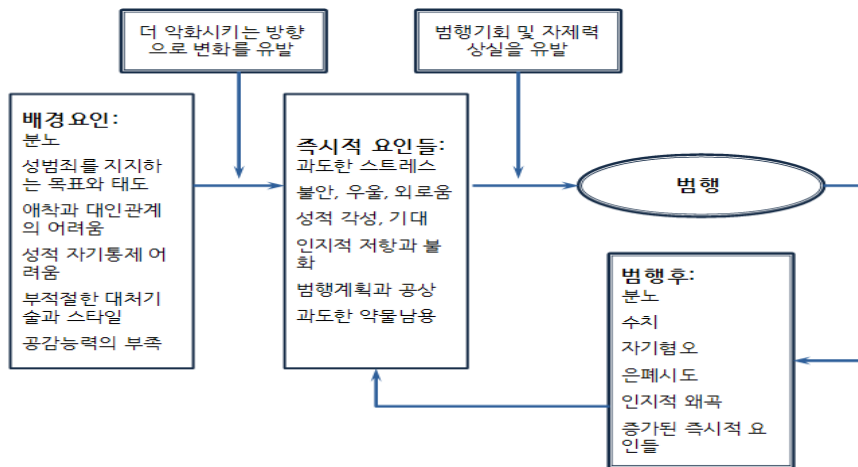 더 악화시키는 방향
으로 변화를 유발
범행기회 및 자제력
상실을 유발
배경요인:
분노
성범죄를 지지하
는 목표와 태도
애착과 대인관계
의 어려움
성적 자기통제 어
려움
부적절한 대처기
술과 스타일
공감능력의 부족
즉시적 요인들:
과도한 스트레스
불안, 우울, 외로움
성적 각성, 기대
인지적 저항과 불
화
범행계획과 공상
과도한 약물남용
범행
범행후:
분노
수치
자기혐오
은폐시도
인지적 왜곡
증가된 즉시적 요
인들